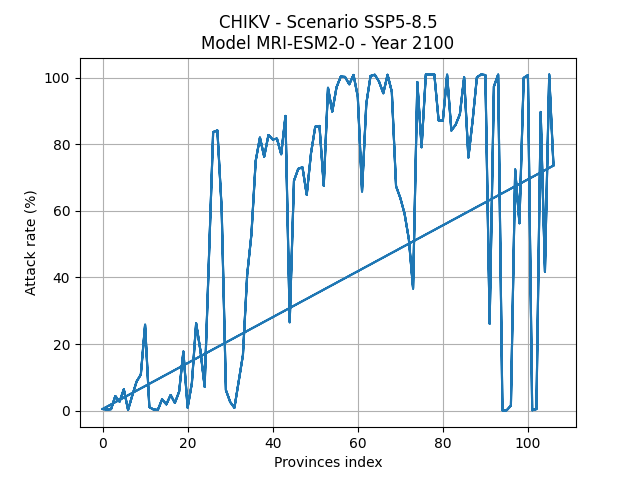 CHIKV - Scenario SSP5-8.5
Model MRI-ESM2-0 - Year 2100
100
80
60
40
20
0
Attack rate (%)
0 20 40 60 80 100
Provinces index